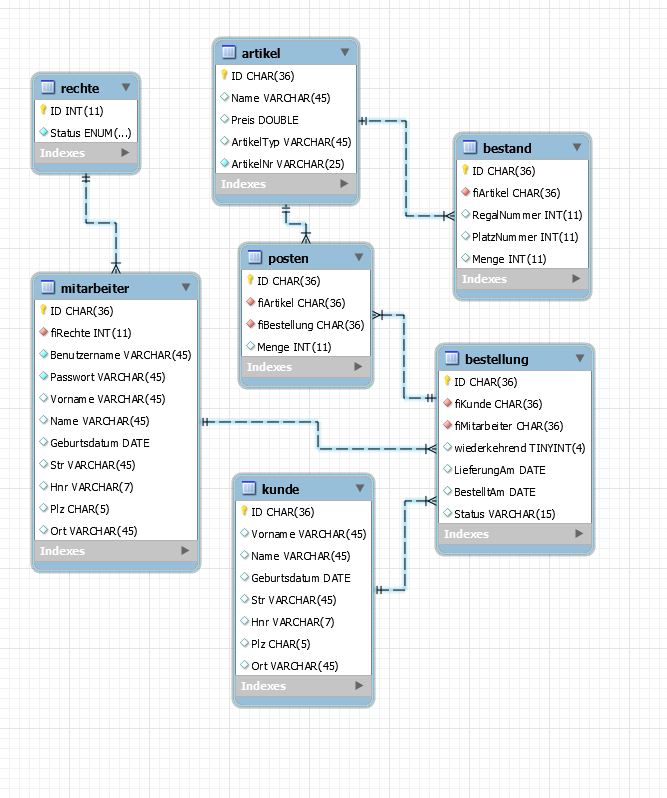 rechte
ID INT(11)
Status ENUM(...)
Indexes
artikel
ID CHAR(36)
Name VARCHAR(45)
Preis DOUBLE
ArtikelTyp VARCHAR(45)
ArtikelNr VARCHAR(25)
Indexes
bestand
ID CHAR(36)
fiArtikel CHAR(36)
RegalNummer INT(11)
PlatzNummer INT(11)
Menge INT(11)
Indexes
posten
ID CHAR(36)
fiArtikel CHAR(36)
fiBestellung CHAR(36)
Menge INT(11)
Indexes
mitarbeiter
ID CHAR(36)
fiRechte INT(11)
Benutzername VARCHAR(45)
Passwort VARCHAR(45)
Vorname VARCHAR(45)
Name VARCHAR(45)
Geburtsdatum DATE
Str VARCHAR(45)
Hnr VARCHAR(7)
Plz CHAR(5)
Ort VARCHAR(45)
Indexes
bestellung
ID CHAR(36)
fiKunde CHAR(36)
fiMitarbeiter CHAR(36)
wiederkehrend TINYINT(4)
LieferungAm DATE
BestelltAm DATE
Status VARCHAR(15)
Indexes
kunde
ID CHAR(36)
Vorname VARCHAR(45)
Name VARCHAR(45)
Geburtsdatum DATE
Str VARCHAR(45)
Hnr VARCHAR(7)
Plz CHAR(5)
Ort VARCHAR(45)
Indexes